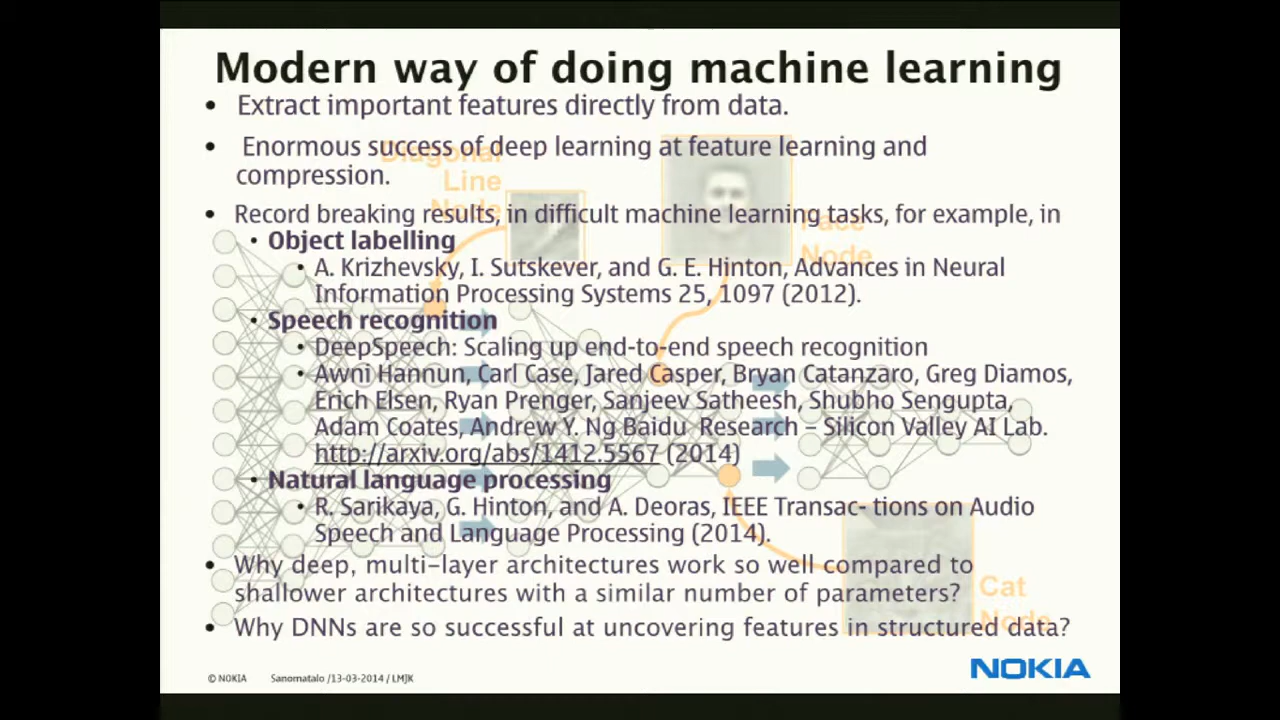 Modern way of doing machine learning
• Extract important features directly from data.
• Enormous success of deep learning at feature learning and
compression.
• Record breaking results, in difficult machine learning tasks, for example, in
• Object labelling
• A. Krizhevsky, I. Sutskever, and G. E. Hinton, Advances in Neural
Information Processing Systems 25, 1097 (2012).
• Speech recognition
• DeepSpeech: Scaling up end-to-end speech recognition
• Awni Hannun, Carl Case, Jared Casper, Bryan Catanzaro, Greg Diamos,
Erich Elsen, Ryan Prenger, Sanjeev Satheesh, Shubho Sengupta,
Adam Coates, Andrew Y. Ng Baidu Research – Silicon Valley AI Lab.
http://arxiv.org/abs/1412.5567 (2014)
• Natural language processing
• R. Sarikaya, G. Hinton, and A. Deoras, IEEE Transac- tions on Audio
Speech and Language Processing (2014).
• Why deep, multi-layer architectures work so well compared to
shallower architectures with a similar number of parameters?
• Why DNNs are so successful at uncovering features in structured data?
Diagonal
Line
Node
Face
Node
Cat
Node
© NOKIA Sanomatalo /13-03-2014 / LMJK
NOKIA